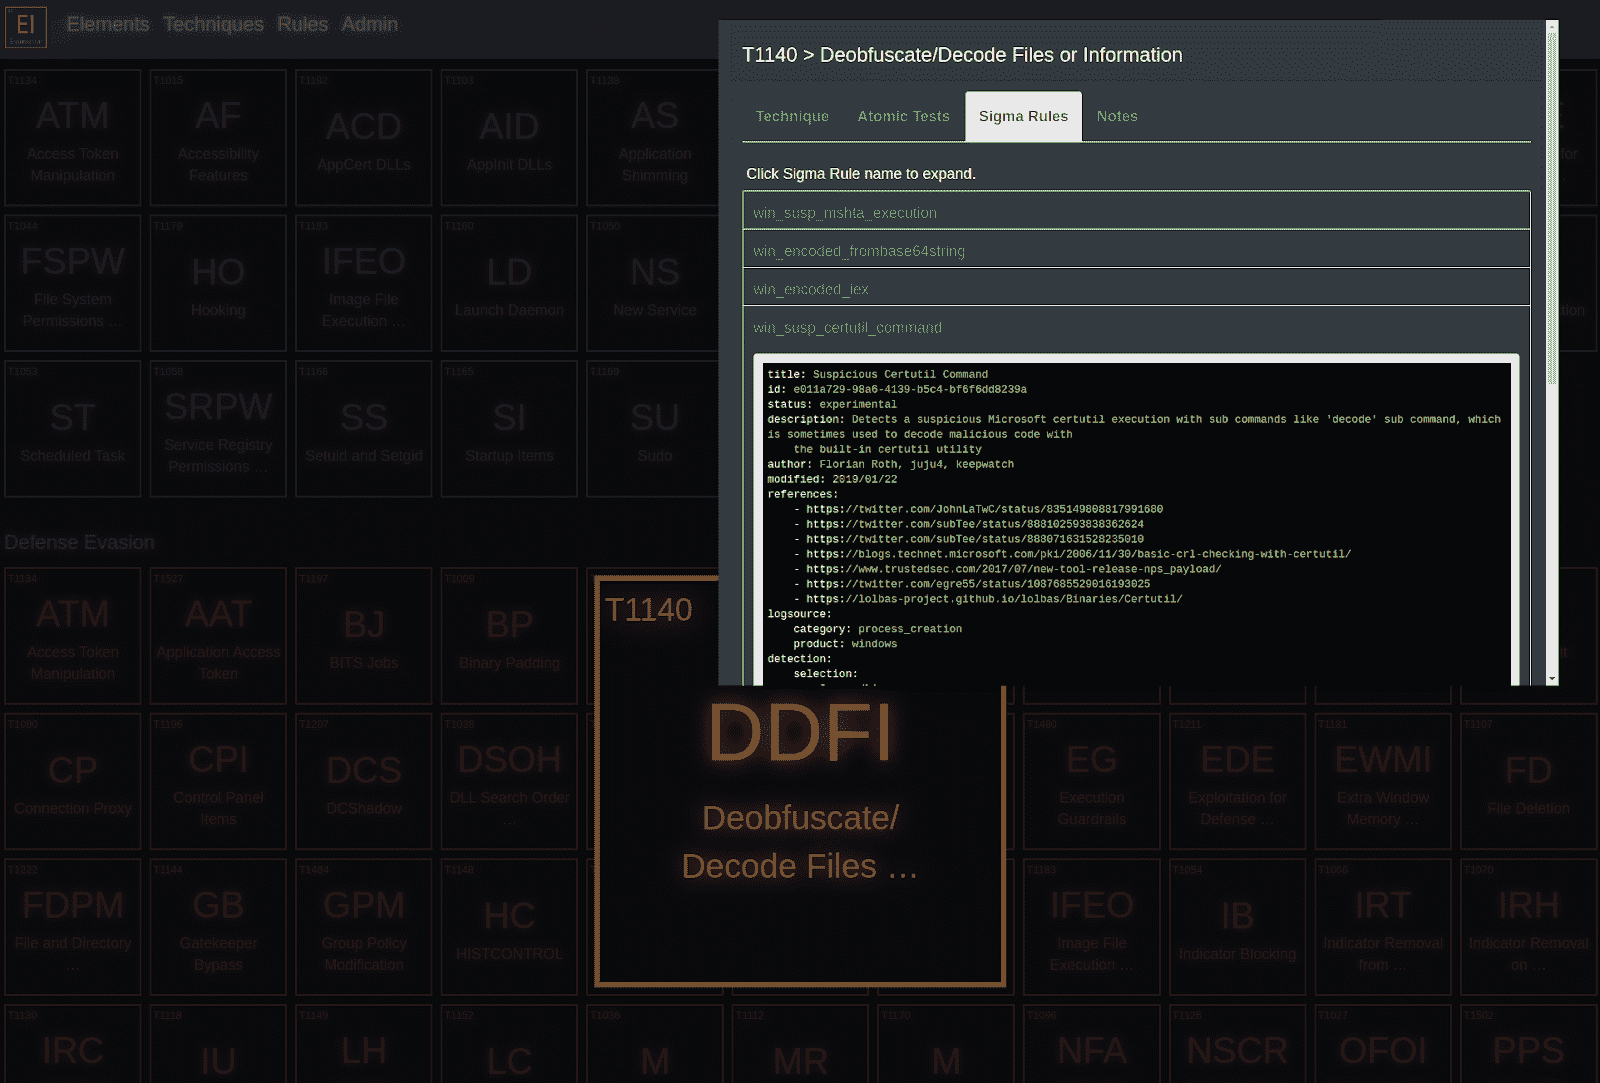 EI
Elements Techniques Rules Admin
T1134
ATM
Access Token
Manipulation
T1015
AF
Accessibility
Features
T1182
ACD
AppCert DLLs
T1103
AID
AppInit DLLs
T1138
AS
Application
Shimming
T1044
FSPW
File System
Permissions ...
T1179
HO
Hooking
T1183
IFEO
Image File
Execution ...
T1160
LD
Launch Daemon
T1050
NS
New Service
T1053
ST
Scheduled Task
T1058
SRPW
Service Registry
Permissions ...
T1166
SS
Setuid and Setgid
T1165
SI
Startup Items
T1169
SU
Sudo
T1140 > Deobfuscate/Decode Files or Information
Technique Atomic Tests Sigma Rules Notes
Click Sigma Rule name to expand.
win_susp_mshta_execution
win_encoded_frombase64string
win_encoded_iex
win_susp_certutil_command
title: Suspicious Certutil Command
id: e011a729-98a6-4139-b5c4-bf6f6dd8239a
status: experimental
description: Detects a suspicious Microsoft certutil execution with sub commands like 'decode' sub command, which
is sometimes used to decode malicious code with
the built-in certutil utility
author: Florian Roth, juju4, keepwatch
modified: 2019/01/22
references:
- https://twitter.com/JohnLaTwC/status/835149808817991680
- https://twitter.com/subTee/status/888102593838362624
- https://twitter.com/subTee/status/888071631528235010
- https://blogs.technet.microsoft.com/pki/2006/11/30/basic-crl-checking-with-certutil/
- https://www.trustedsec.com/2017/07/new-tool-release-nps_payload/
- https://twitter.com/egre55/status/1087685529016193025
- https://lolbas-project.github.io/lolbas/Binaries/Certutil/
logsource:
category: process_creation
product: windows
detection:
selection:
Defense Evasion
T1134
ATM
Access Token
Manipulation
T1527
AAT
Application Access
Token
T1197
BJ
BITS Jobs
T1009
BP
Binary Padding
T1140
DDFI
Deobfuscate/
Decode Files ...
T1090
CP
Connection Proxy
T1196
CPI
Control Panel
Items
T1207
DCS
DCShadow
T1038
DSOH
DLL Search Order
...
T1480
EG
Execution
Guardrails
T1211
EDE
Exploitation for
Defense ...
T1181
EWMI
Extra Window
Memory ...
T1107
FD
File Deletion
T1222
FDPM
File and Directory
...
T1144
GB
Gatekeeper
Bypass
T1484
GPM
Group Policy
Modification
T1148
HC
HISTCONTROL
T1183
IFEO
Image File
Execution ...
T1054
IB
Indicator Blocking
T1066
IRT
Indicator Removal
from ...
T1070
IRH
Indicator Removal
on ...
T1130
IRC
T1118
IU
T1149
LH
T1152
LC
T1036
M
T1112
MR
T1170
M
T1096
NFA
T1126
NSCR
T1027
OFOI
T1502
PPS